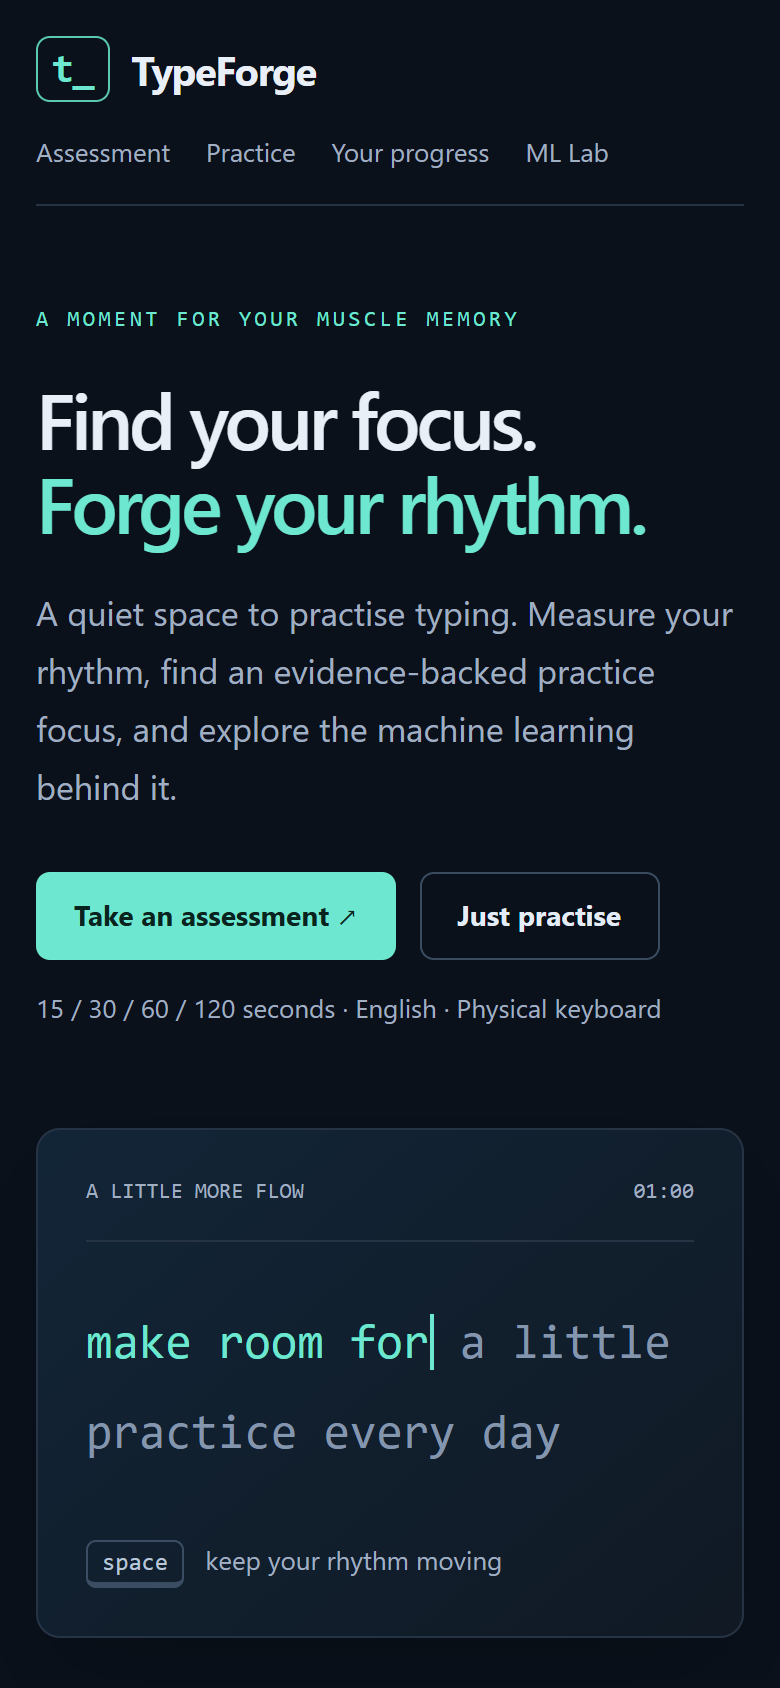 t_ TypeForge
Assessment Practice Your progress ML Lab
A MOMENT FOR YOUR MUSCLE MEMORY
Find your focus.
Forge your rhythm.
A quiet space to practise typing. Measure your
rhythm, find an evidence-backed practice
focus, and explore the machine learning
behind it.
Take an assessment ↗ Just practise
15 / 30 / 60 / 120 seconds · English · Physical keyboard
A LITTLE MORE FLOW 01:00
make room for a little
practice every day
space keep your rhythm moving